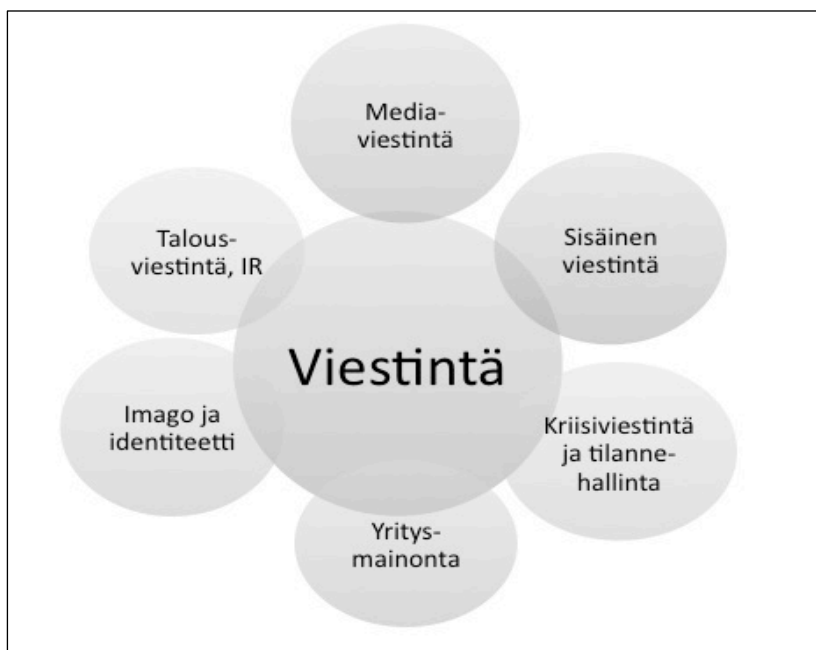 Media-
viestintä
Sisäinen
viestintä
Talous-
viestintä, IR
Viestintä
Imago ja
identiteetti
Kriisiviestintä
ja tilanne-
hallinta
Yritys-
mainonta